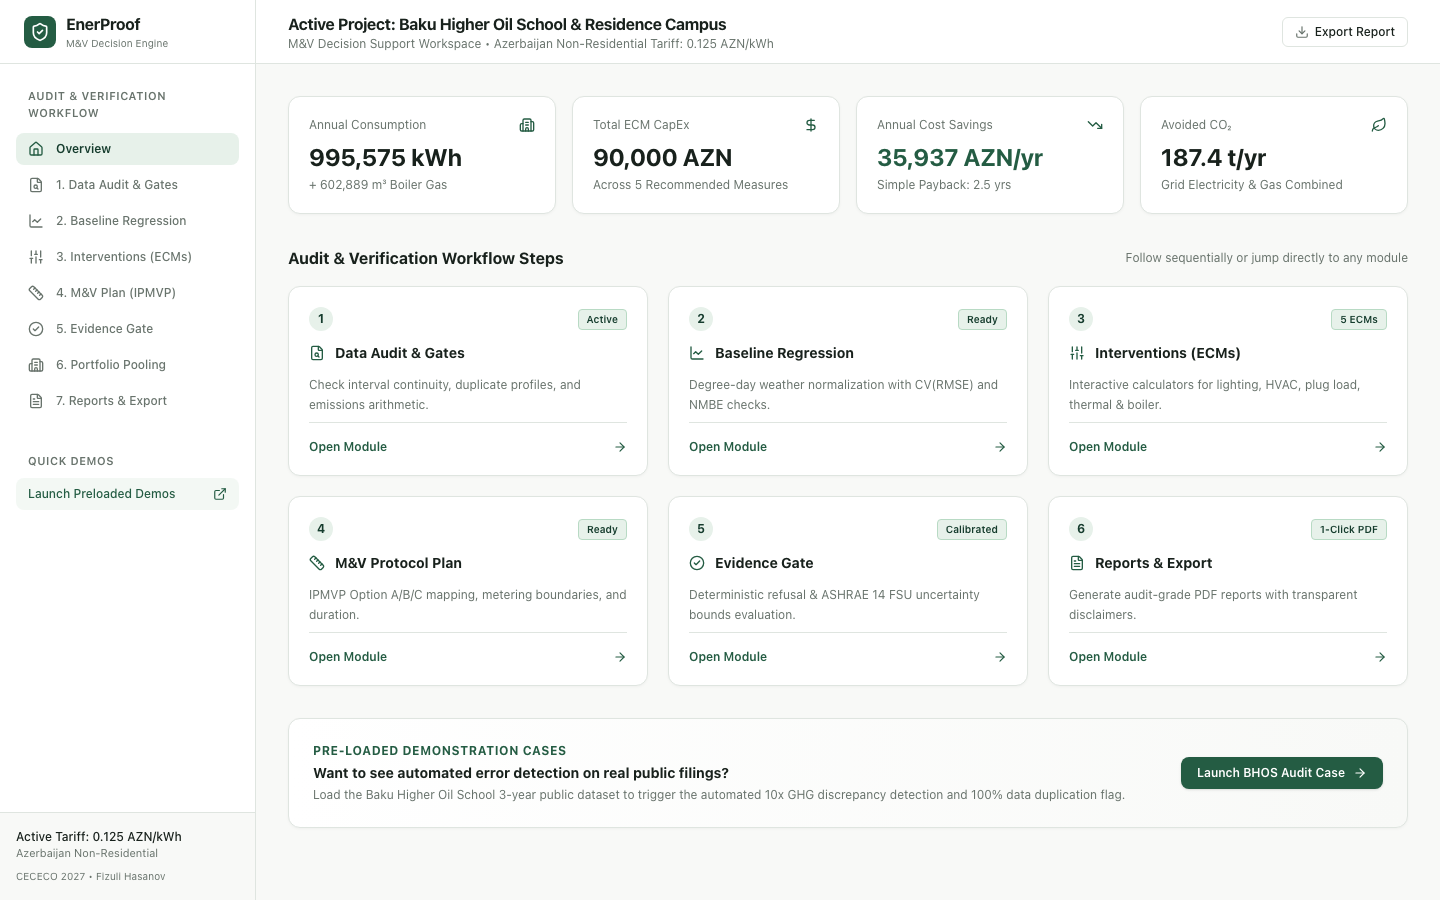 EnerProof
M&V Decision Engine
AUDIT & VERIFICATION
WORKFLOW
Overview
1. Data Audit & Gates
2. Baseline Regression
3. Interventions (ECMs)
4. M&V Plan (IPMVP)
5. Evidence Gate
6. Portfolio Pooling
7. Reports & Export
QUICK DEMOS
Launch Preloaded Demos
Active Tariff: 0.125 AZN/kWh
Azerbaijan Non-Residential
CECECO 2027 • Fizuli Hasanov
Active Project: Baku Higher Oil School & Residence Campus
M&V Decision Support Workspace • Azerbaijan Non-Residential Tariff: 0.125 AZN/kWh
Export Report
Annual Consumption
995,575 kWh
+ 602,889 m³ Boiler Gas
Total ECM CapEx
90,000 AZN
Across 5 Recommended Measures
Annual Cost Savings
35,937 AZN/yr
Simple Payback: 2.5 yrs
Avoided CO₂
187.4 t/yr
Grid Electricity & Gas Combined
Audit & Verification Workflow Steps
Follow sequentially or jump directly to any module
1
Active
Data Audit & Gates
Check interval continuity, duplicate profiles, and
emissions arithmetic.
Open Module
2
Ready
Baseline Regression
Degree-day weather normalization with CV(RMSE) and
NMBE checks.
Open Module
3
5 ECMs
Interventions (ECMs)
Interactive calculators for lighting, HVAC, plug load,
thermal & boiler.
Open Module
4
Ready
M&V Protocol Plan
IPMVP Option A/B/C mapping, metering boundaries, and
duration.
Open Module
5
Calibrated
Evidence Gate
Deterministic refusal & ASHRAE 14 FSU uncertainty
bounds evaluation.
Open Module
6
1-Click PDF
Reports & Export
Generate audit-grade PDF reports with transparent
disclaimers.
Open Module
PRE-LOADED DEMONSTRATION CASES
Want to see automated error detection on real public filings?
Load the Baku Higher Oil School 3-year public dataset to trigger the automated 10x GHG discrepancy detection and 100% data duplication flag.
Launch BHOS Audit Case